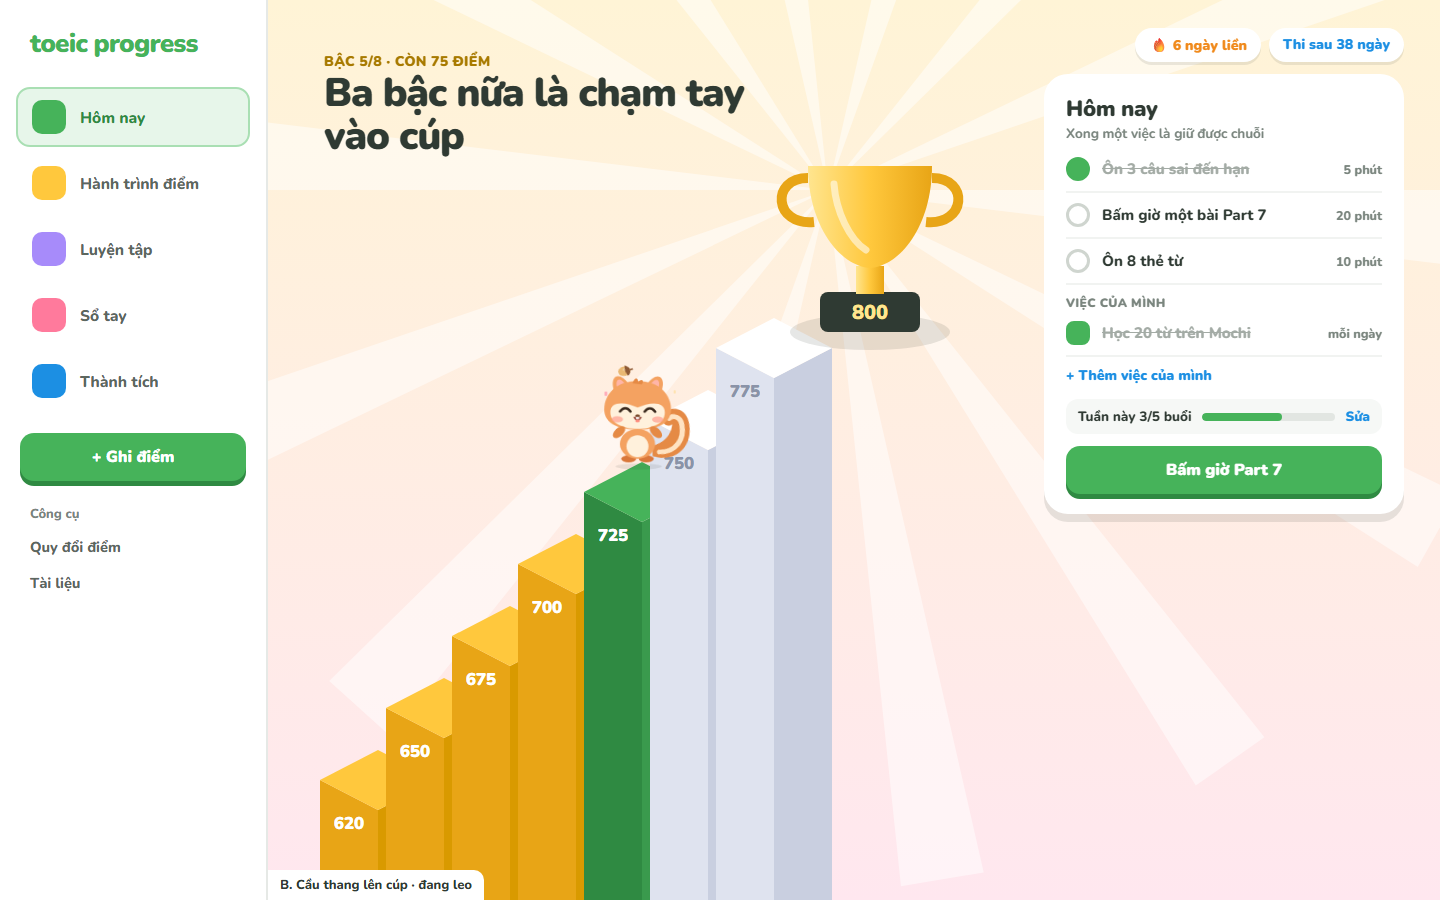 toeic progress
Hôm nay
Hành trình điểm
Luyện tập
Sổ tay
Thành tích
+ Ghi điểm
Công cụ
Quy đổi điểm
Tài liệu
BẬC 5/8 · CÒN 75 ĐIỂM
Ba bậc nữa là chạm tay
vào cúp
6 ngày liền
Thi sau 38 ngày
Hôm nay
Xong một việc là giữ được chuỗi
Ôn 3 câu sai đến hạn 5 phút
Bấm giờ một bài Part 7 20 phút
Ôn 8 thẻ từ 10 phút
VIỆC CỦA MÌNH
Học 20 từ trên Mochi mỗi ngày
+ Thêm việc của mình
Tuần này 3/5 buổi Sửa
Bấm giờ Part 7
800
775
750
725
700
675
650
620
B. Cầu thang lên cúp · đang leo